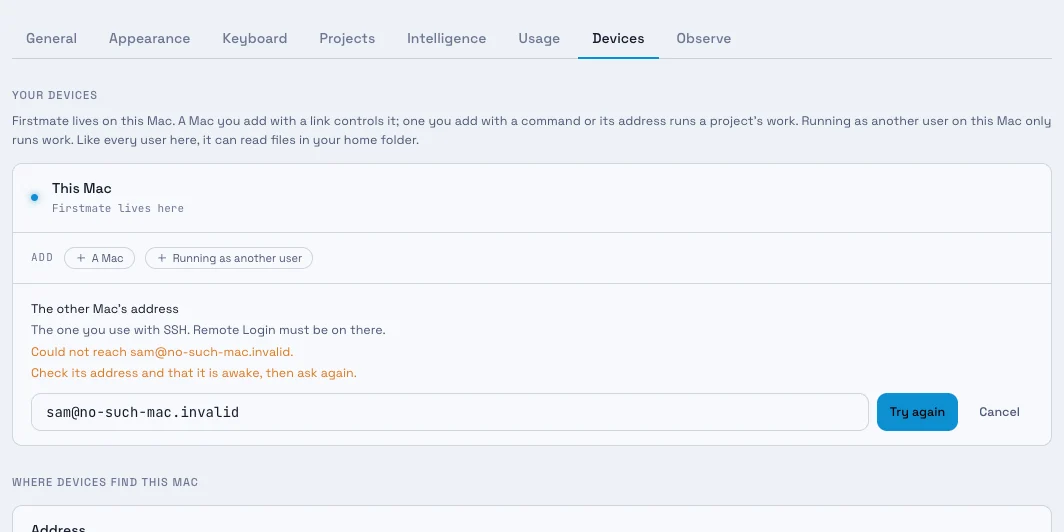 General Appearance Keyboard Projects Intelligence Usage Devices Observe
YOUR DEVICES
Firstmate lives on this Mac. A Mac you add with a link controls it; one you add with a command or its address runs a project's work. Running as another user on this Mac only
runs work. Like every user here, it can read files in your home folder.
This Mac
Firstmate lives here
ADD + A Mac + Running as another user
The other Mac's address
The one you use with SSH. Remote Login must be on there.
Could not reach sam@no-such-mac.invalid.
Check its address and that it is awake, then ask again.
sam@no-such-mac.invalid Try again Cancel
WHERE DEVICES FIND THIS MAC
Address